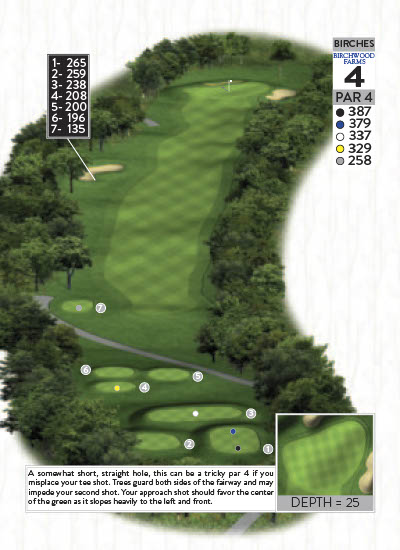 BIRCHES
BIRCHWOOD
FARMS
4
PAR 4
387
379
337
329
258
1- 265
2- 259
3- 238
4- 208
5- 200
6- 196
7- 135
7
6
5
4
3
2
1
A somewhat short, straight hole, this can be a tricky par 4 if you
misplace your tee shot. Trees guard both sides of the fairway and may
impede your second shot. Your approach shot should favor the center
of the green as it slopes heavily to the left and front.
DEPTH = 25